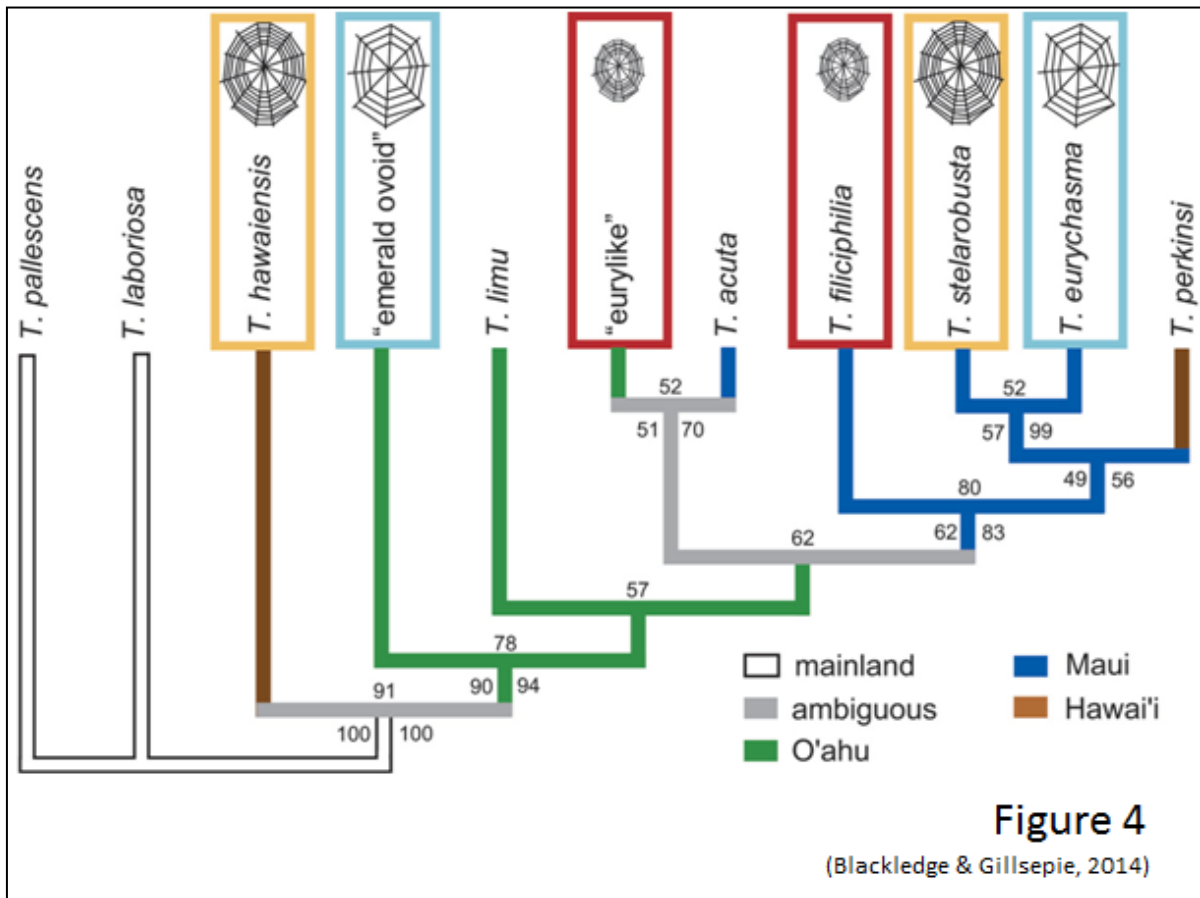 T. pallescens
T. laboriosa
T. hawaiensis
"emerald ovoid"
T. limu
"eurylike"
T. acuta
T. filiciphilia
T. stelarobusta
T. eurychasma
T. perkinsi
52
52
51 70
57 99
49 56
80
62 83
62
57
78
90 94
91
100 100
mainland
ambiguous
O'ahu
Maui
Hawai'i
Figure 4
(Blackledge & Gillsepie, 2014)